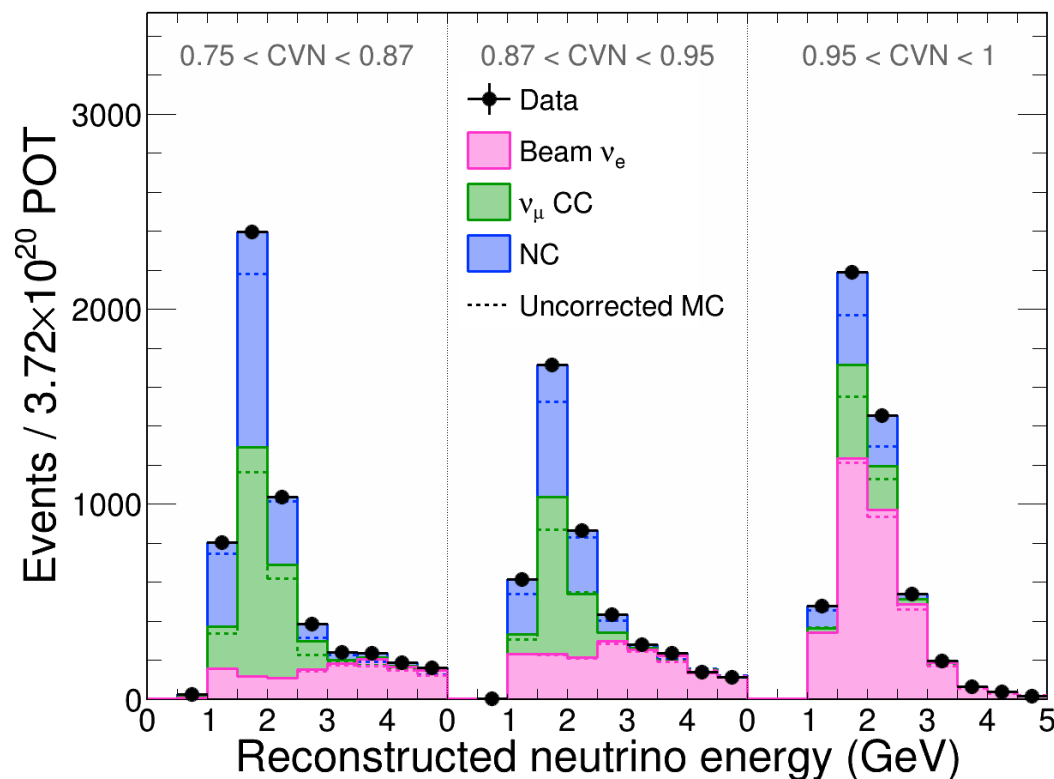 0.75 < CVN < 0.87
0.87 < CVN < 0.95
0.95 < CVN < 1
Data
Beam νe
νμ CC
NC
Uncorrected MC
Events / 3.72×10²⁰ POT
3000
2000
1000
0
0 1 2 3 4 0 1 2 3 4 0 1 2 3 4 5
Reconstructed neutrino energy (GeV)